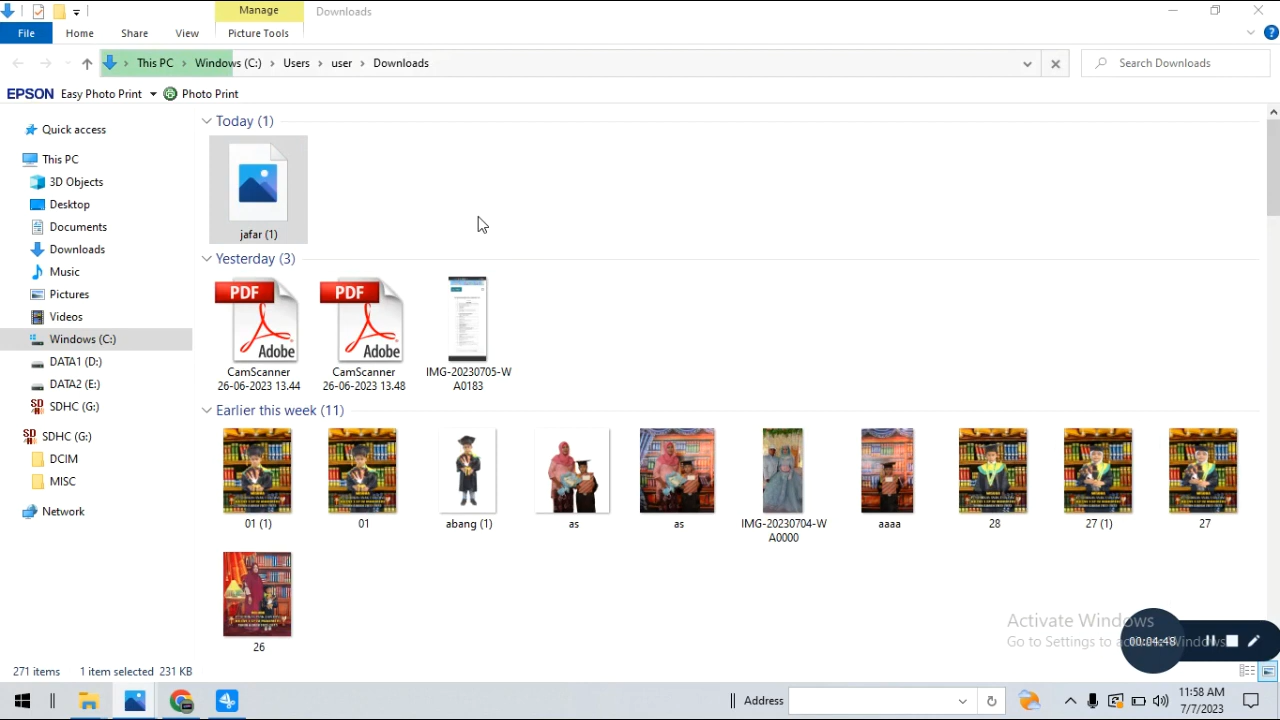 Manage
Downloads
File
Home
Share
View
Picture Tools
This PC
Windows (C:)
Users
user
Downloads
Search Downloads
EPSON Easy Photo Print
Photo Print
Quick access
This PC
3D Objects
Desktop
Documents
Downloads
Music
Pictures
Videos
Windows (C:)
DATA1 (D:)
DATA2 (E:)
SDHC (G:)
SDHC (G:)
DCIM
MISC
Network
Today (1)
jafar (1)
Yesterday (3)
PDF
Adobe
CamScanner
26-06-2023 13.44
PDF
Adobe
CamScanner
26-06-2023 13.48
IMG-20230705-W
A0183
Earlier this week (11)
01 (1)
01
abang (1)
as
as
IMG-20230704-W
A0000
aaaa
28
27 (1)
27
26
Activate Windows
Go to Settings to activate Windows.
00:04:48
271 items
1 item selected 231 KB
Address
11:58 AM
7/7/2023